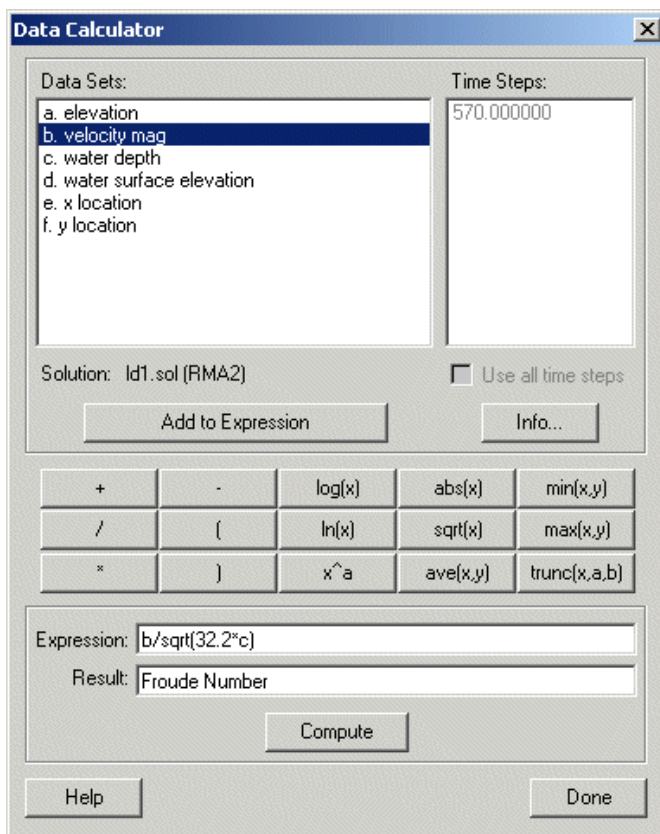 Data Calculator
Data Sets:
Time Steps:
a. elevation
b. velocity mag
c. water depth
d. water surface elevation
e. x location
f. y location
570.000000
Solution: ld1.sol (RMA2)
Use all time steps
Add to Expression
Info...
+ - log(x) abs(x) min(x,y)
/ ( ln(x) sqrt(x) max(x,y)
* ) x^a ave(x,y) trunc(x,a,b)
Expression: b/sqrt(32.2*c)
Result: Froude Number
Compute
Help
Done